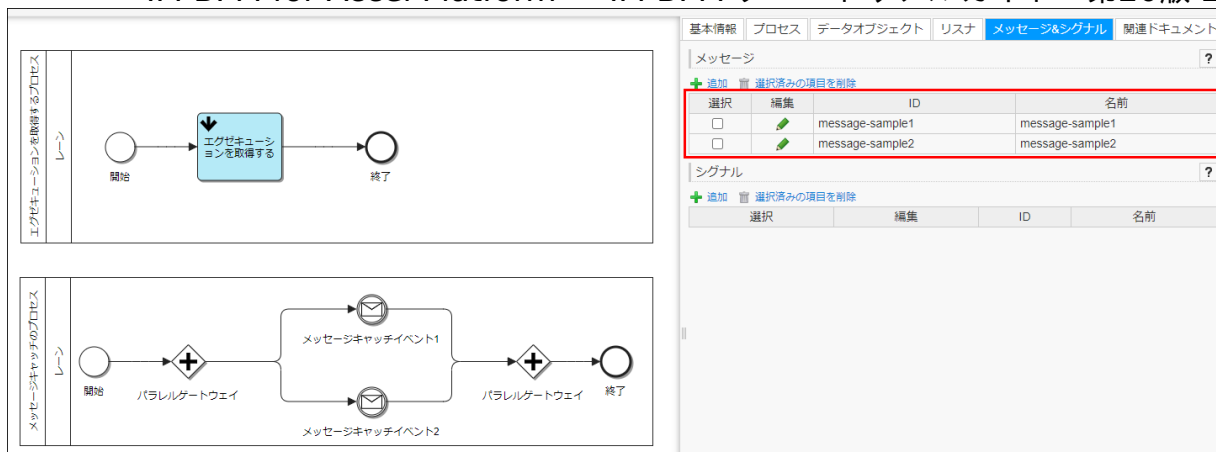 基本情報 プロセス データオブジェクト リスナ メッセージ&シグナル 関連ドキュメント
メッセージ ?
追加 選択済みの項目を削除
選択 編集 ID 名前
message-sample1 message-sample1
message-sample2 message-sample2
シグナル ?
追加 選択済みの項目を削除
選択 編集 ID 名前
エグゼキューションを取得するプロセス
レーン
開始
エグゼキューシ
ョンを取得する
終了
メッセージキャッチのプロセス
レーン
開始
パラレルゲートウェイ
メッセージキャッチイベント1
メッセージキャッチイベント2
パラレルゲートウェイ
終了